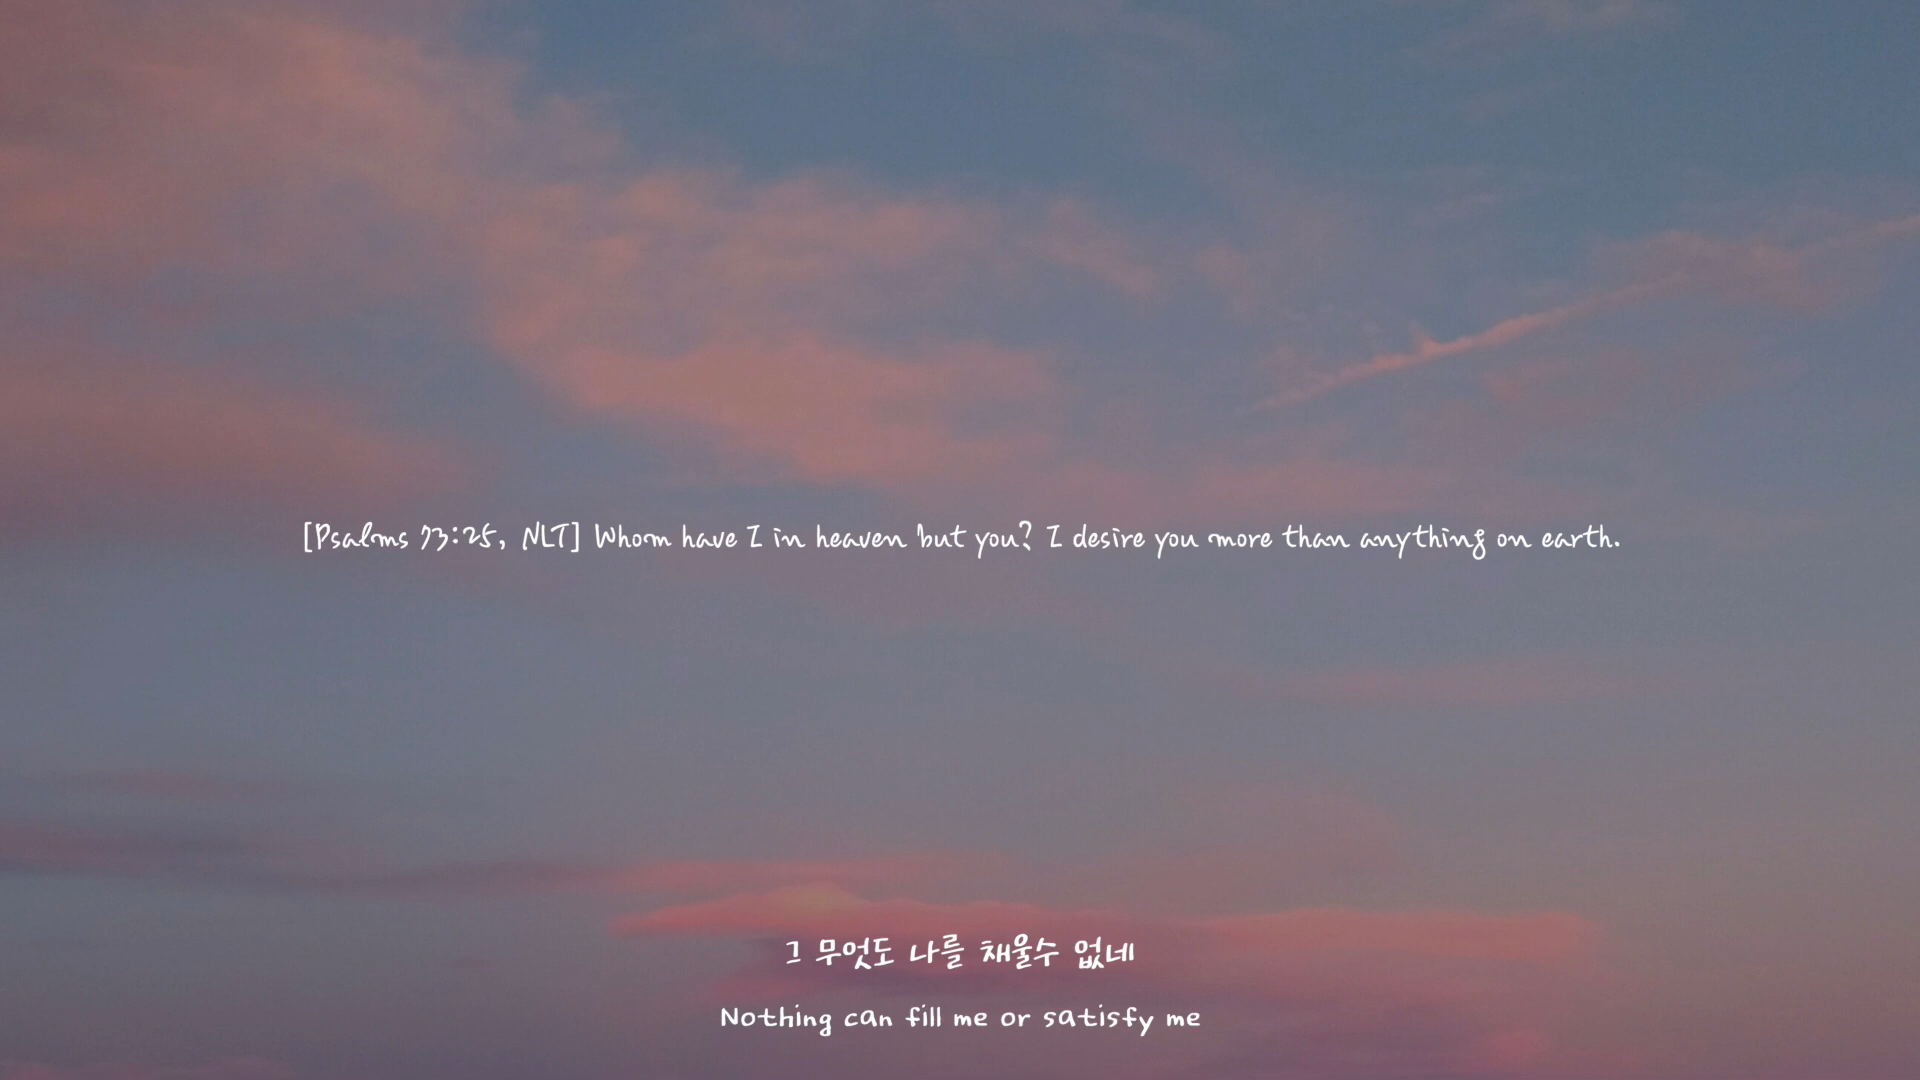 [Psalms 73:25, NLT] Whom have I in heaven but you? I desire you more than anything on earth.
그 무엇도 나를 채울수 없네
Nothing can fill me or satisfy me